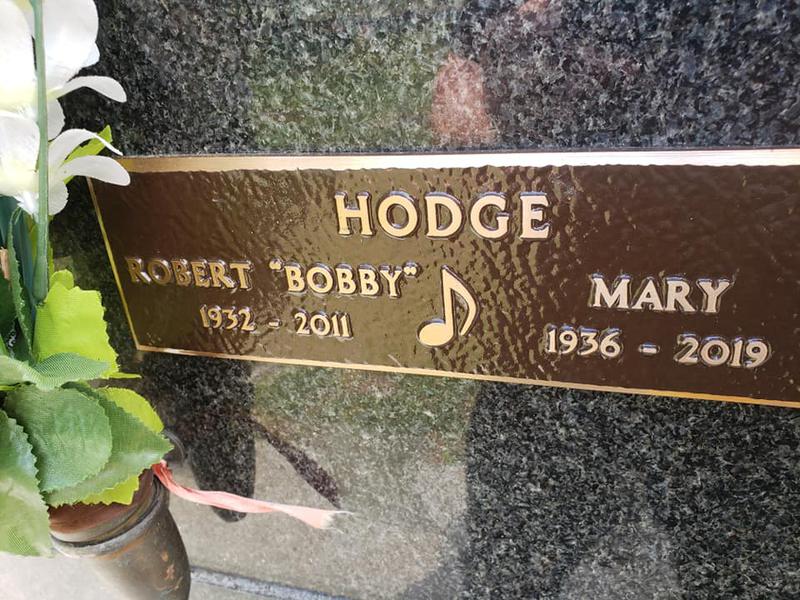 HODGE
ROBERT "BOBBY" MARY
1932 - 2011 1936 - 2019